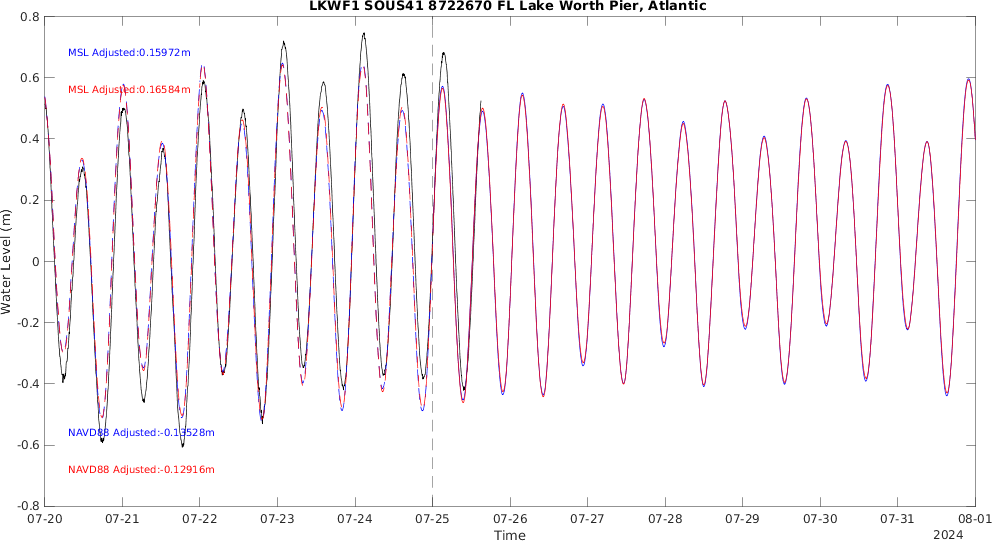 LKWF1 SOUS41 8722670 FL Lake Worth Pier, Atlantic
0.8
0.6
0.4
0.2
0
-0.2
-0.4
-0.6
-0.8
Water Level (m)
MSL Adjusted:0.15972m
MSL Adjusted:0.16584m
NAVD88 Adjusted:-0.13528m
NAVD88 Adjusted:-0.12916m
07-20 07-21 07-22 07-23 07-24 07-25 07-26 07-27 07-28 07-29 07-30 07-31 08-01
Time
2024